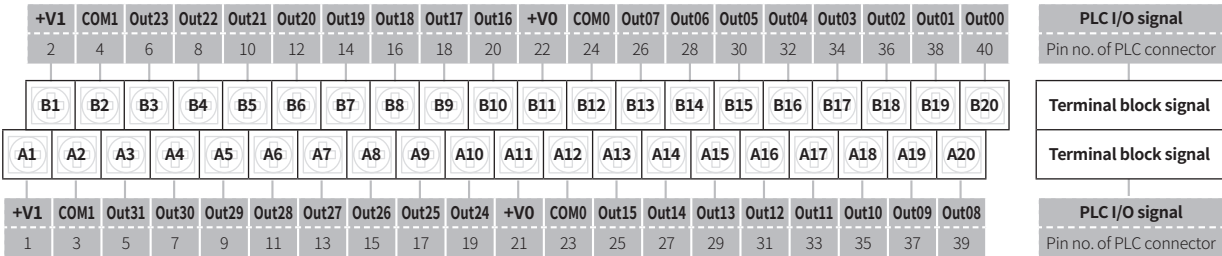 +V1 COM1 Out23 Out22 Out21 Out20 Out19 Out18 Out17 Out16 +V0 COM0 Out07 Out06 Out05 Out04 Out03 Out02 Out01 Out00 PLC I/O signal
2 4 6 8 10 12 14 16 18 20 22 24 26 28 30 32 34 36 38 40 Pin no. of PLC connector
B1 B2 B3 B4 B5 B6 B7 B8 B9 B10 B11 B12 B13 B14 B15 B16 B17 B18 B19 B20 Terminal block signal
A1 A2 A3 A4 A5 A6 A7 A8 A9 A10 A11 A12 A13 A14 A15 A16 A17 A18 A19 A20 Terminal block signal
+V1 COM1 Out31 Out30 Out29 Out28 Out27 Out26 Out25 Out24 +V0 COM0 Out15 Out14 Out13 Out12 Out11 Out10 Out09 Out08 PLC I/O signal
1 3 5 7 9 11 13 15 17 19 21 23 25 27 29 31 33 35 37 39 Pin no. of PLC connector